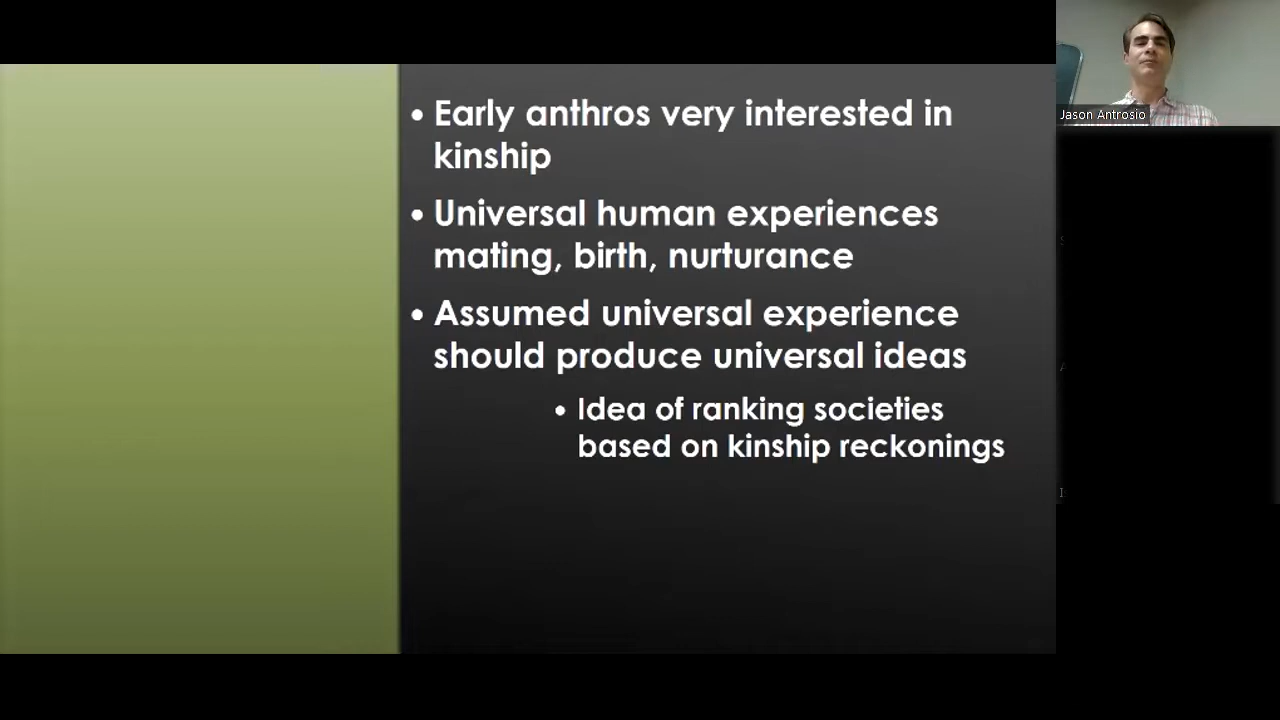 • Early anthros very interested in
kinship
• Universal human experiences
mating, birth, nurturance
• Assumed universal experience
should produce universal ideas
• Idea of ranking societies
based on kinship reckonings
Jason Antrosio